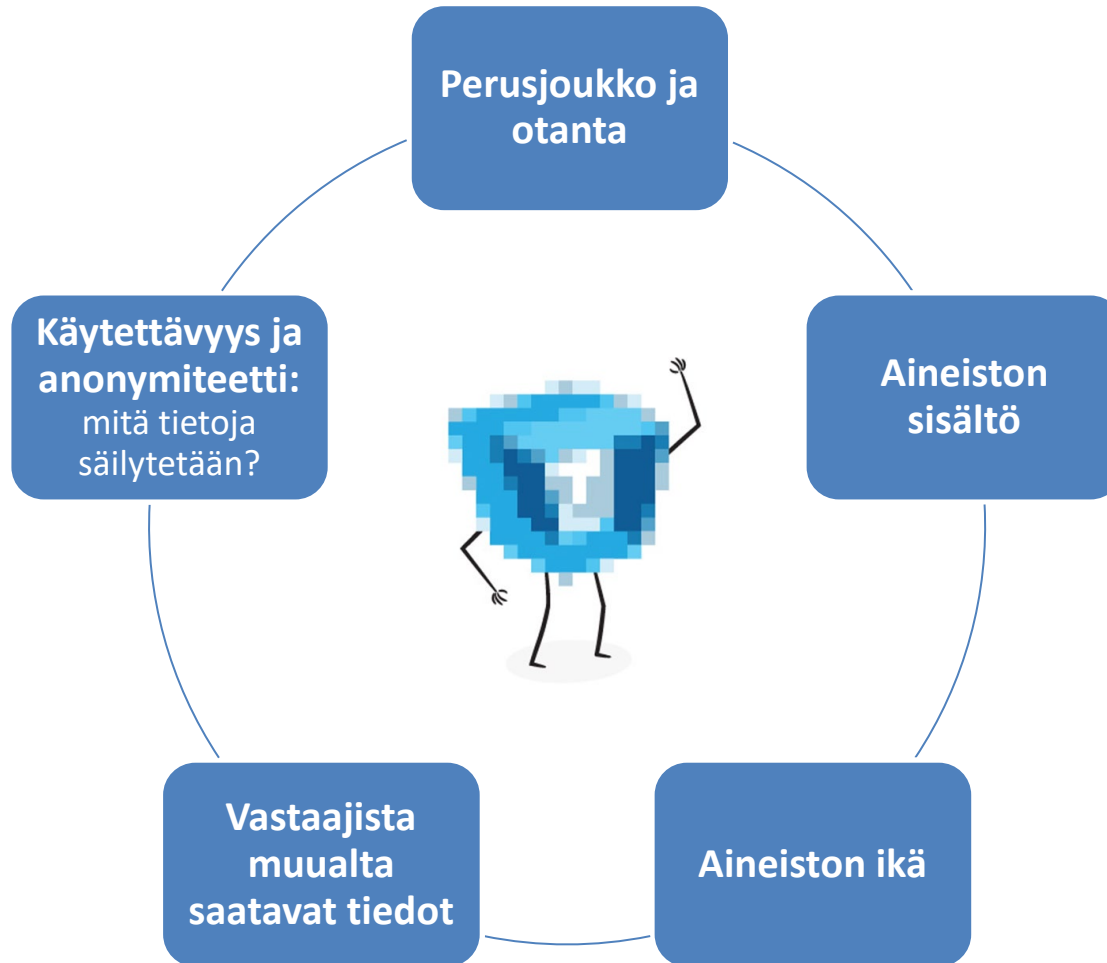 Perusjoukko ja
otanta
Käytettävyys ja
anonymiteetti:
mitä tietoja
säilytetään?
Aineiston
sisältö
T
Vastaajista
muualta
saatavat tiedot
Aineiston ikä